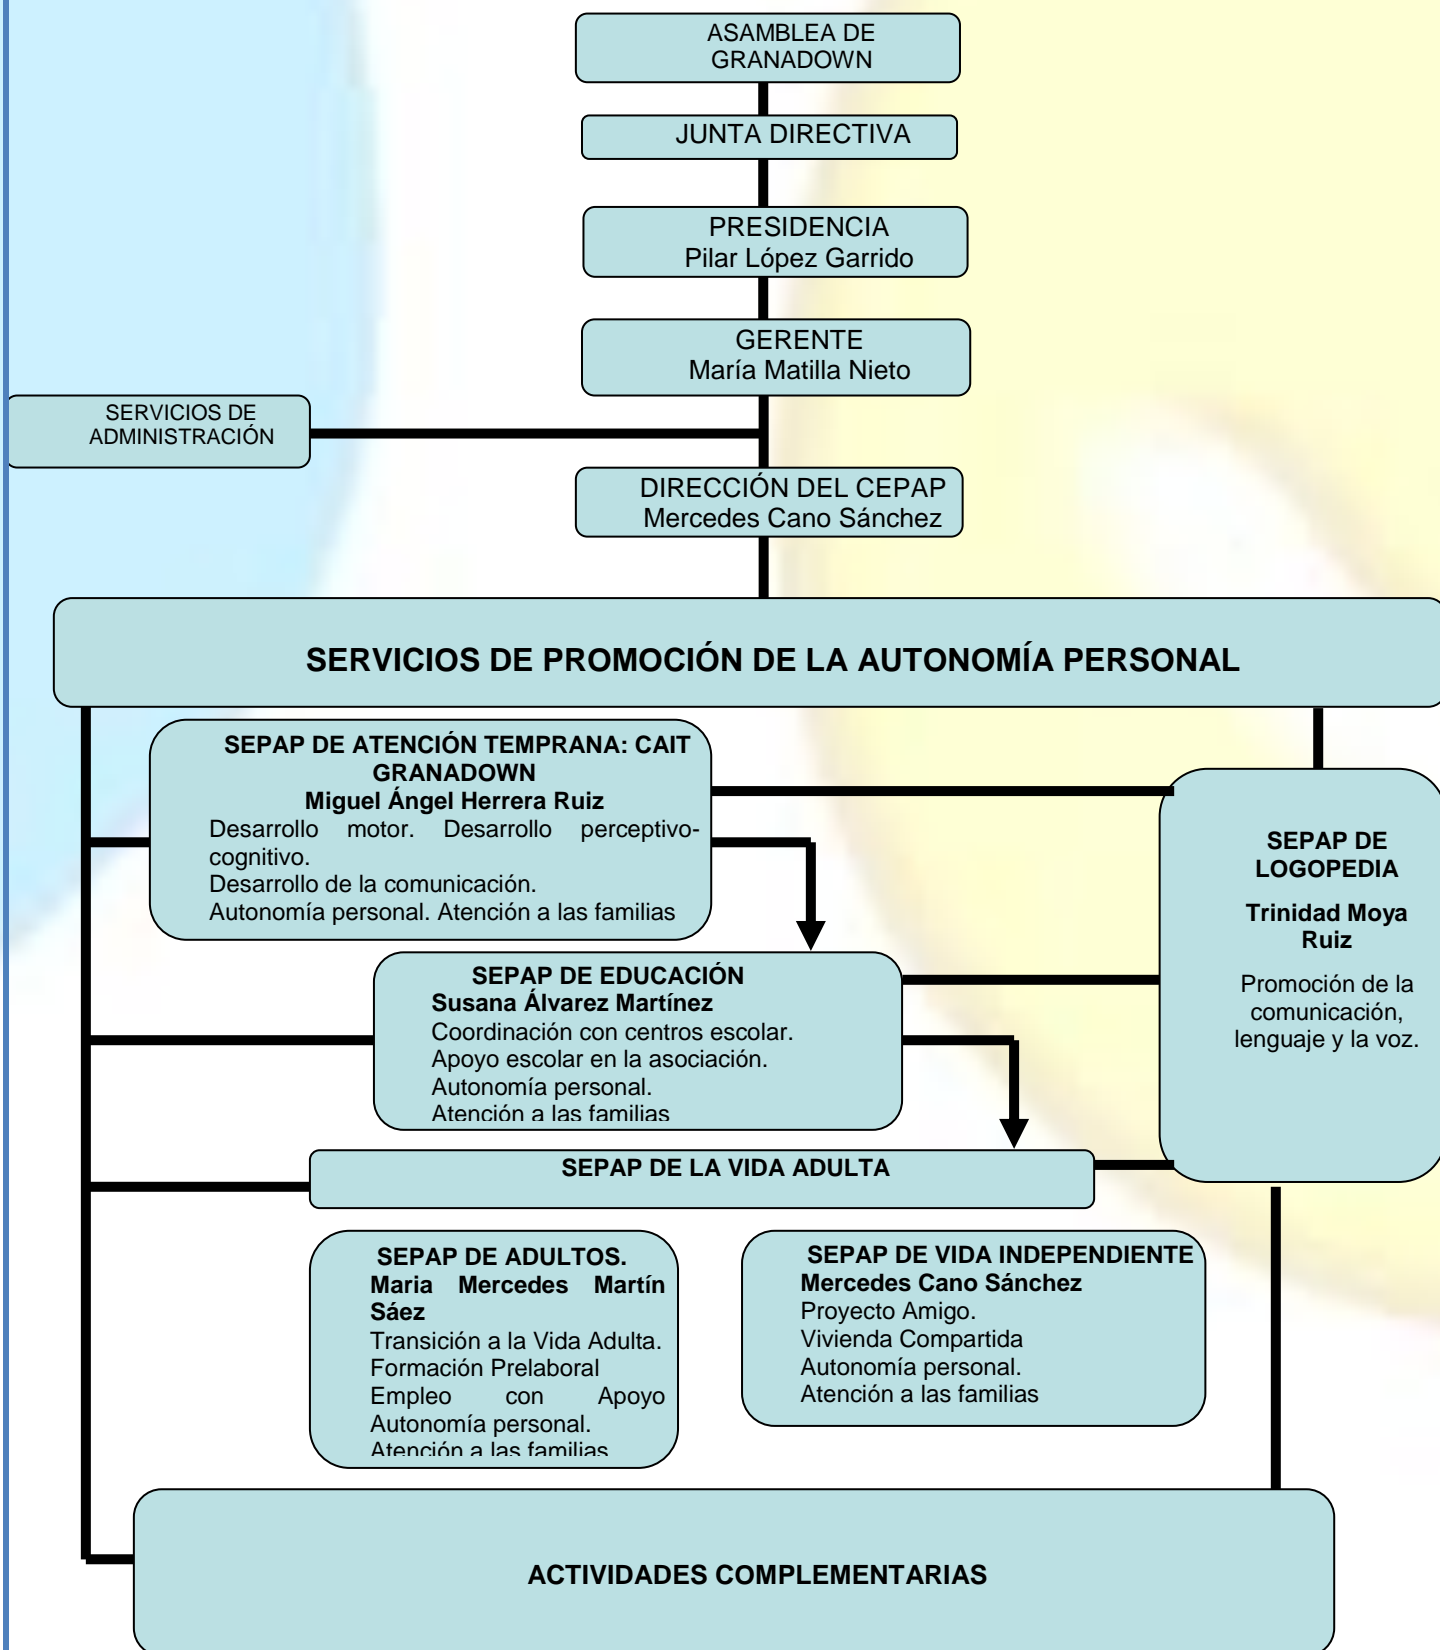 ASAMBLEA DE
GRANADOWN
JUNTA DIRECTIVA
PRESIDENCIA
Pilar López Garrido
GERENTE
María Matilla Nieto
SERVICIOS DE
ADMINISTRACIÓN
DIRECCIÓN DEL CEPAP
Mercedes Cano Sánchez
SERVICIOS DE PROMOCIÓN DE LA AUTONOMÍA PERSONAL
SEPAP DE ATENCIÓN TEMPRANA: CAIT
GRANADOWN
Miguel Ángel Herrera Ruiz
Desarrollo motor. Desarrollo perceptivo-
cognitivo.
Desarrollo de la comunicación.
Autonomía personal. Atención a las familias
SEPAP DE
LOGOPEDIA
Trinidad Moya
Ruiz
Promoción de la
comunicación,
lenguaje y la voz.
SEPAP DE EDUCACIÓN
Susana Álvarez Martínez
Coordinación con centros escolar.
Apoyo escolar en la asociación.
Autonomía personal.
Atención a las familias
SEPAP DE LA VIDA ADULTA
SEPAP DE ADULTOS.
Maria Mercedes Martín
Sáez
Transición a la Vida Adulta.
Formación Prelaboral
Empleo con Apoyo
Autonomía personal.
Atención a las familias
SEPAP DE VIDA INDEPENDIENTE
Mercedes Cano Sánchez
Proyecto Amigo.
Vivienda Compartida
Autonomía personal.
Atención a las familias
ACTIVIDADES COMPLEMENTARIAS